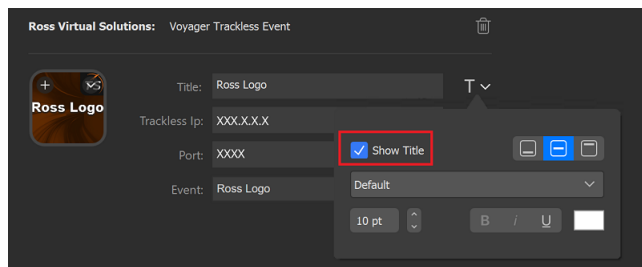 Ross Virtual Solutions: Voyager Trackless Event
Ross Logo
Title: Ross Logo
T
Trackless Ip: XXX.X.X.X
Show Title
Port: XXXX
Default
Event: Ross Logo
10 pt
B i U